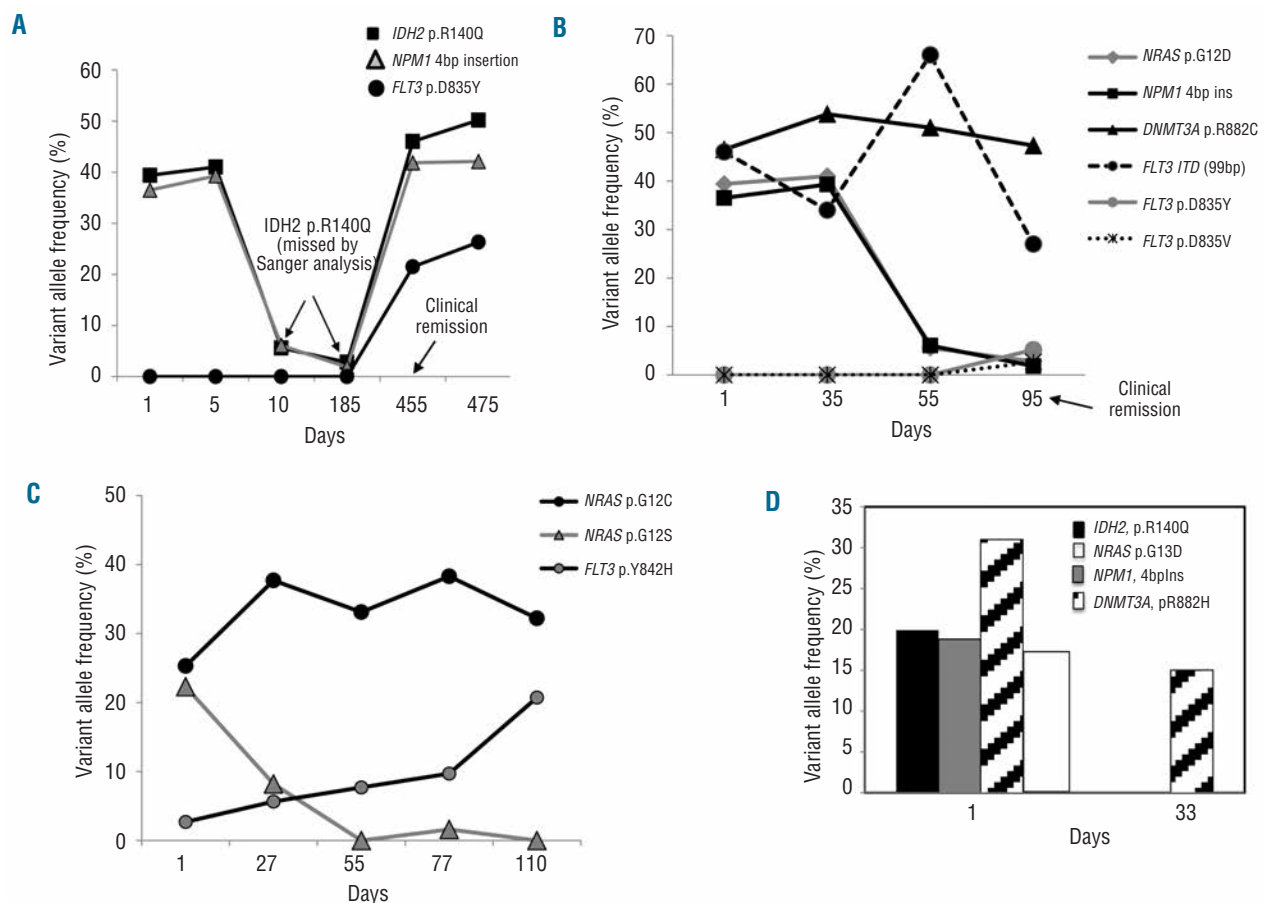 A
IDH2 p.R140Q
NPM1 4bp insertion
FLT3 p.D835Y
Variant allele frequency (%)
60
50
40
30
20
10
0
IDH2 p.R140Q
(missed by
Sanger analysis)
Clinical
remission
1 5 10 185 455 475
Days
B
NRAS p.G12D
NPM1 4bp ins
DNMT3A p.R882C
FLT3 ITD (99bp)
FLT3 p.D835Y
FLT3 p.D835V
Variant allele frequency (%)
70
60
50
40
30
20
10
0
1 35 55 95
Clinical
remission
Days
C
NRAS p.G12C
NRAS p.G12S
FLT3 p.Y842H
Variant allele frequency (%)
50
40
30
20
10
0
1 27 55 77 110
Days
D
IDH2, p.R140Q
NRAS p.G13D
NPM1, 4bpIns
DNMT3A, pR882H
Variant allele frequency (%)
35
30
25
20
15
10
5
0
1 33
Days